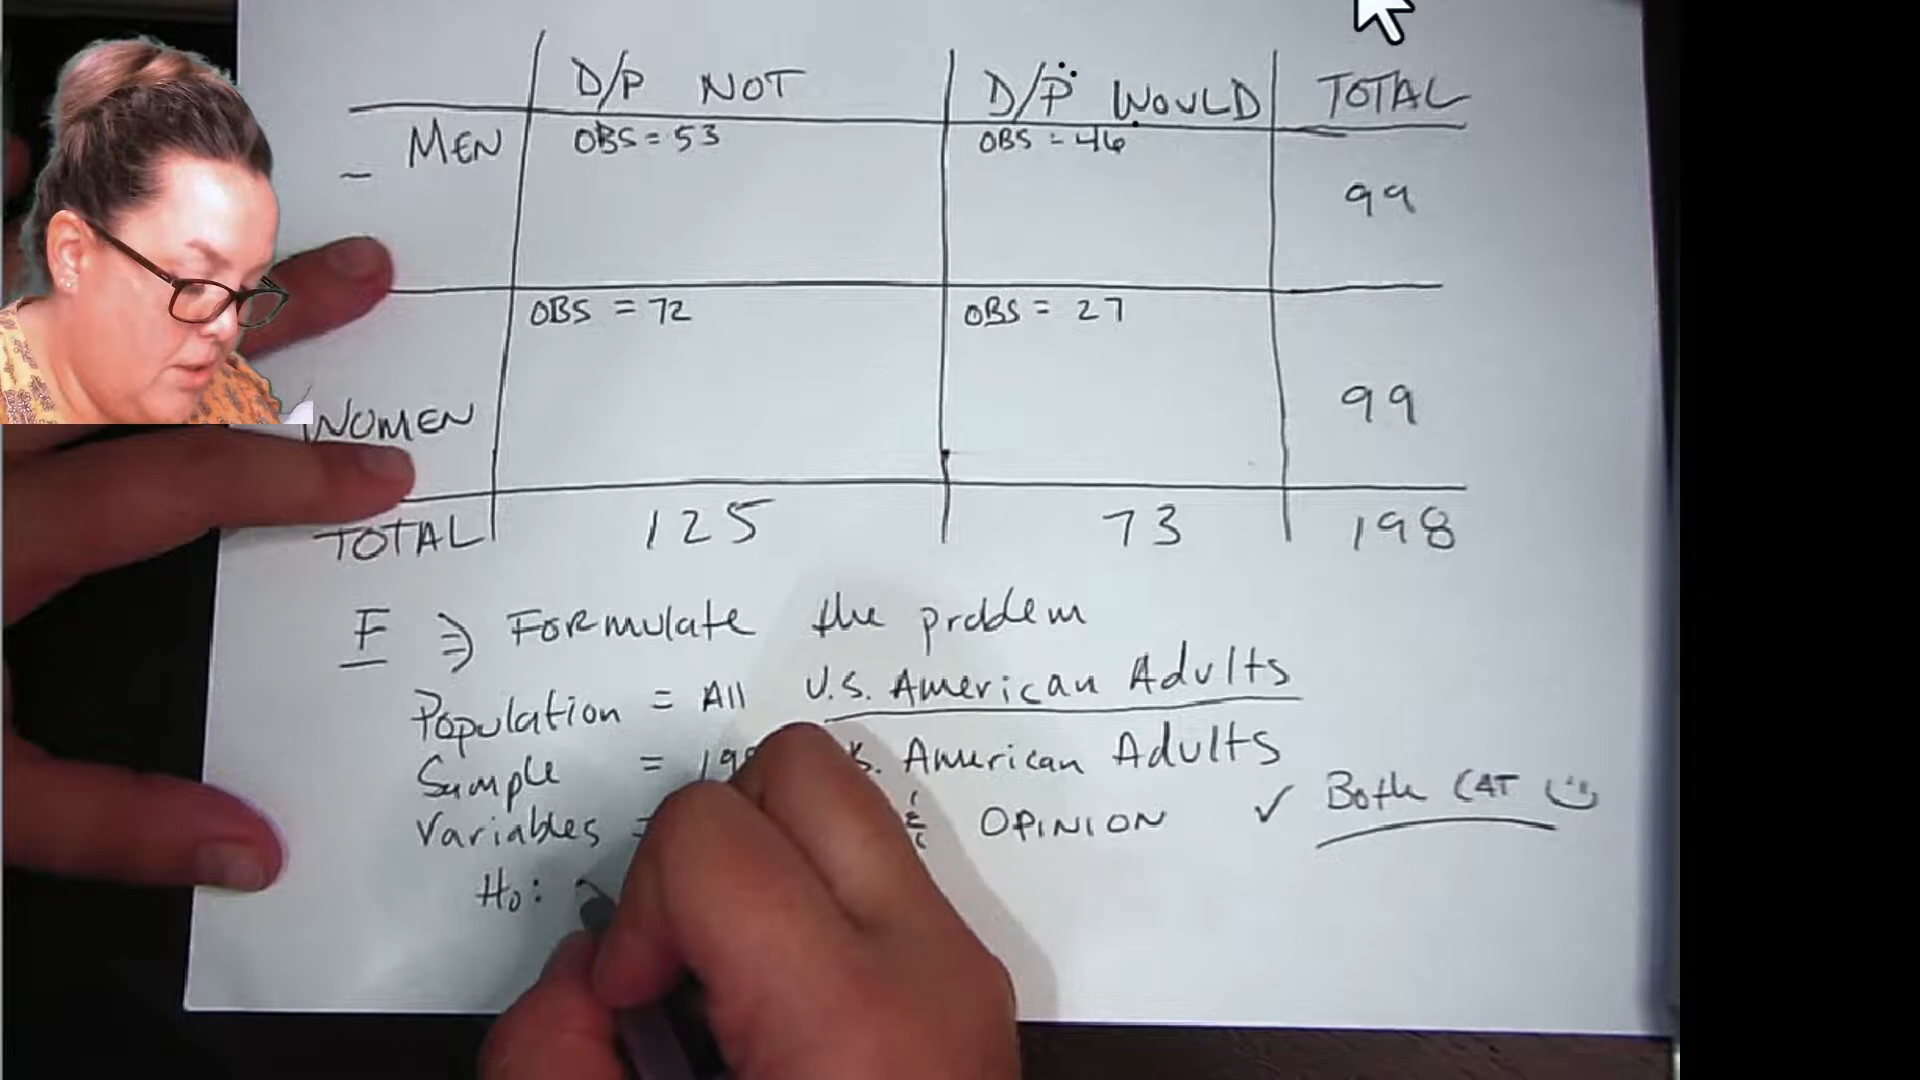 D/P NOT D/P WOULD TOTAL
MEN OBS = 53 OBS = 46 99
OBS = 72 OBS = 27
WOMEN 99
TOTAL 125 73 198
F ⇒ FORmulate the problem
Population = All U.S. American Adults
Sample = American Adults
Variables = & OPINION ✓ Both CAT
Ho: